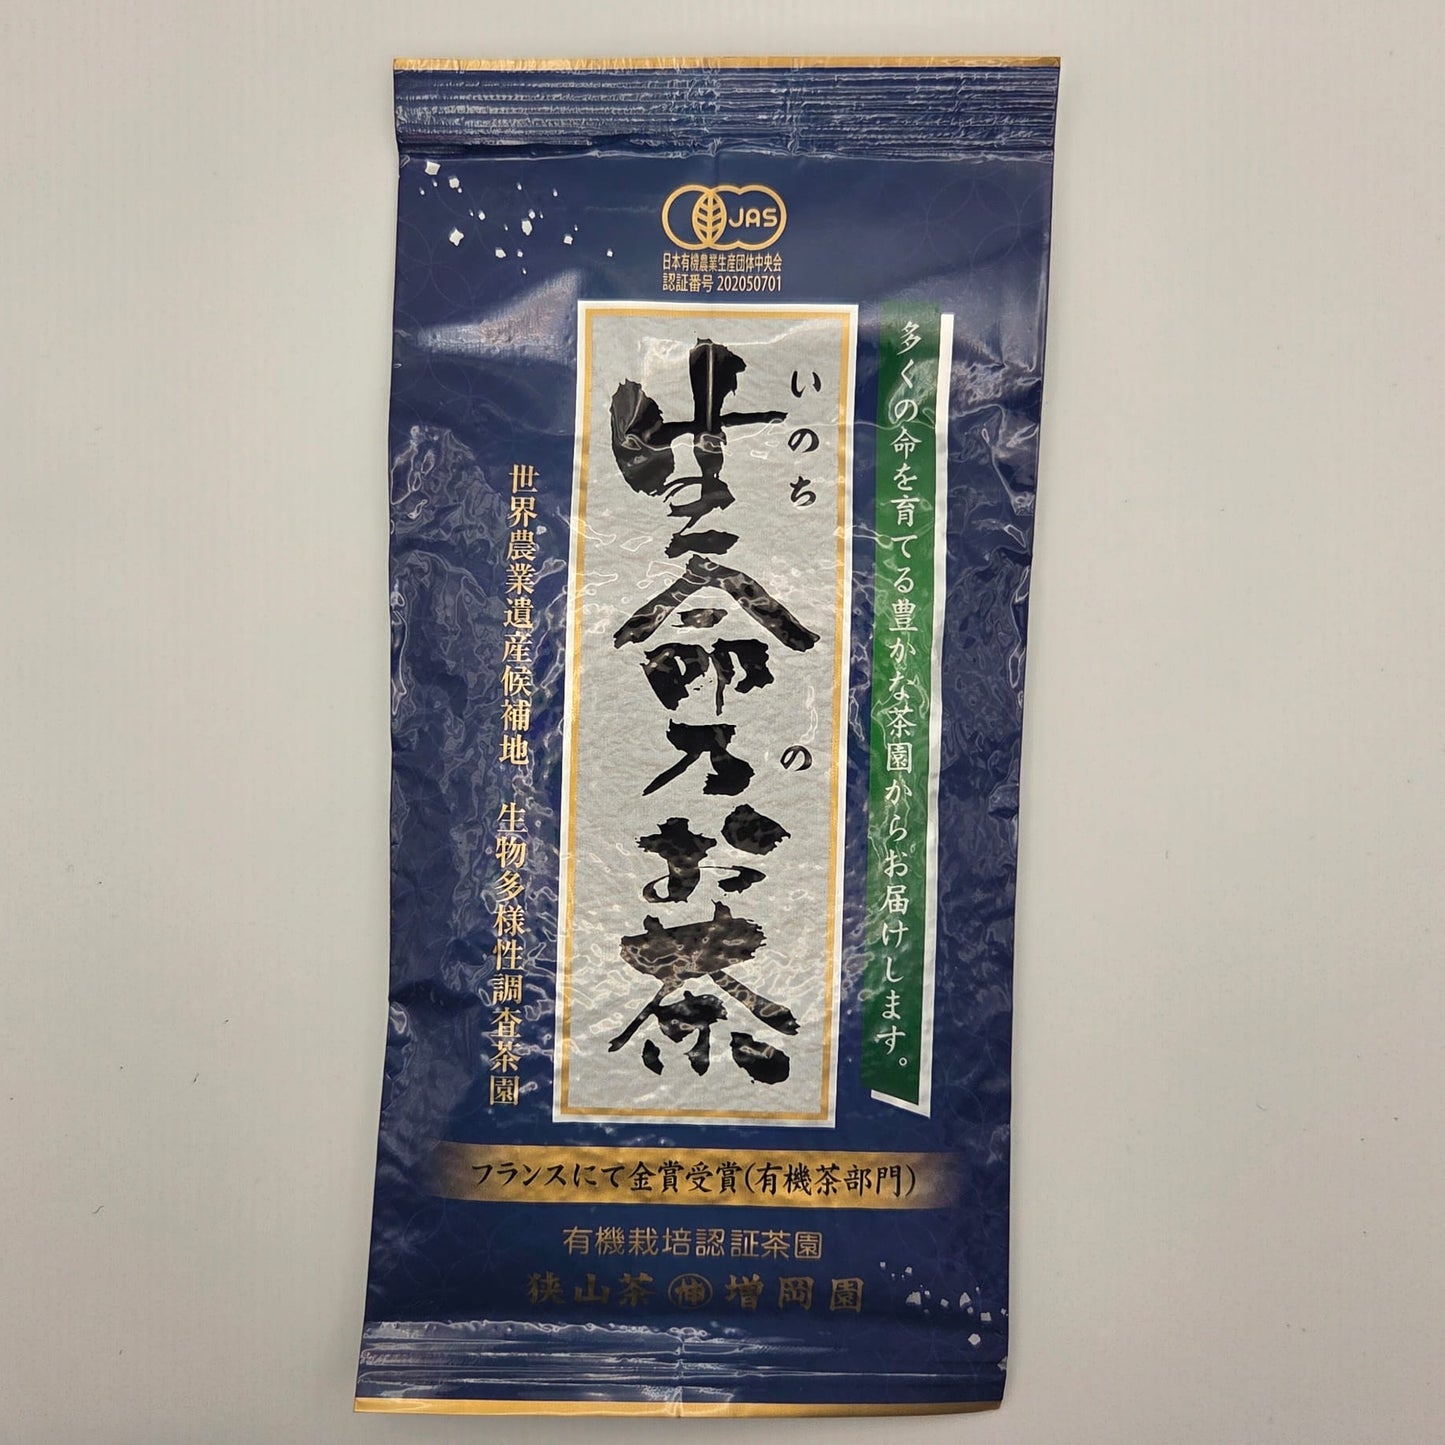 JAS
日本有機農業生産団体中央会
認証番号 202050701
多くの命を育てる豊かな茶園からお届けします。
いのちの
生命乃お茶
世界農業遺産候補地 生物多様性調査茶園
フランスにて金賞受賞(有機茶部門)
有機栽培認証茶園
狭山茶 増岡園